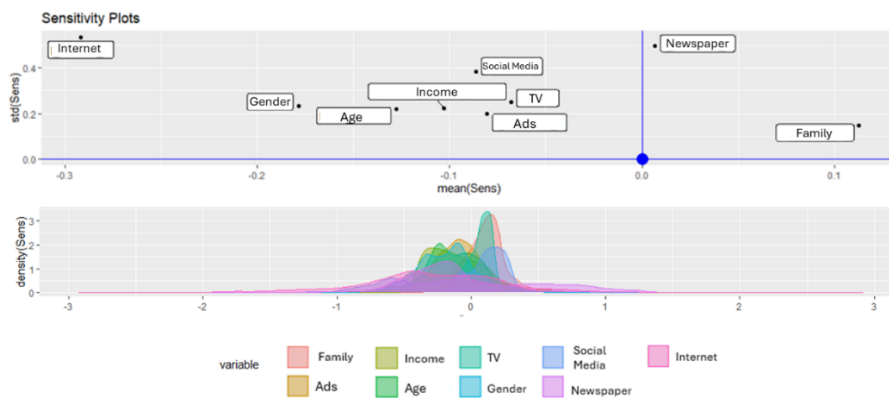 Sensitivity Plots
Internet
Newspaper
Social Media
Income
TV
Gender
Age
Ads
Family
std(Sens)
0.4
0.2
0.0
-0.3
-0.2
-0.1
0.0
0.1
mean(Sens)
density(Sens)
3
2
1
0
-3
-2
-1
0
1
2
3
variable
Family
Income
TV
Social
Media
Internet
Ads
Age
Gender
Newspaper